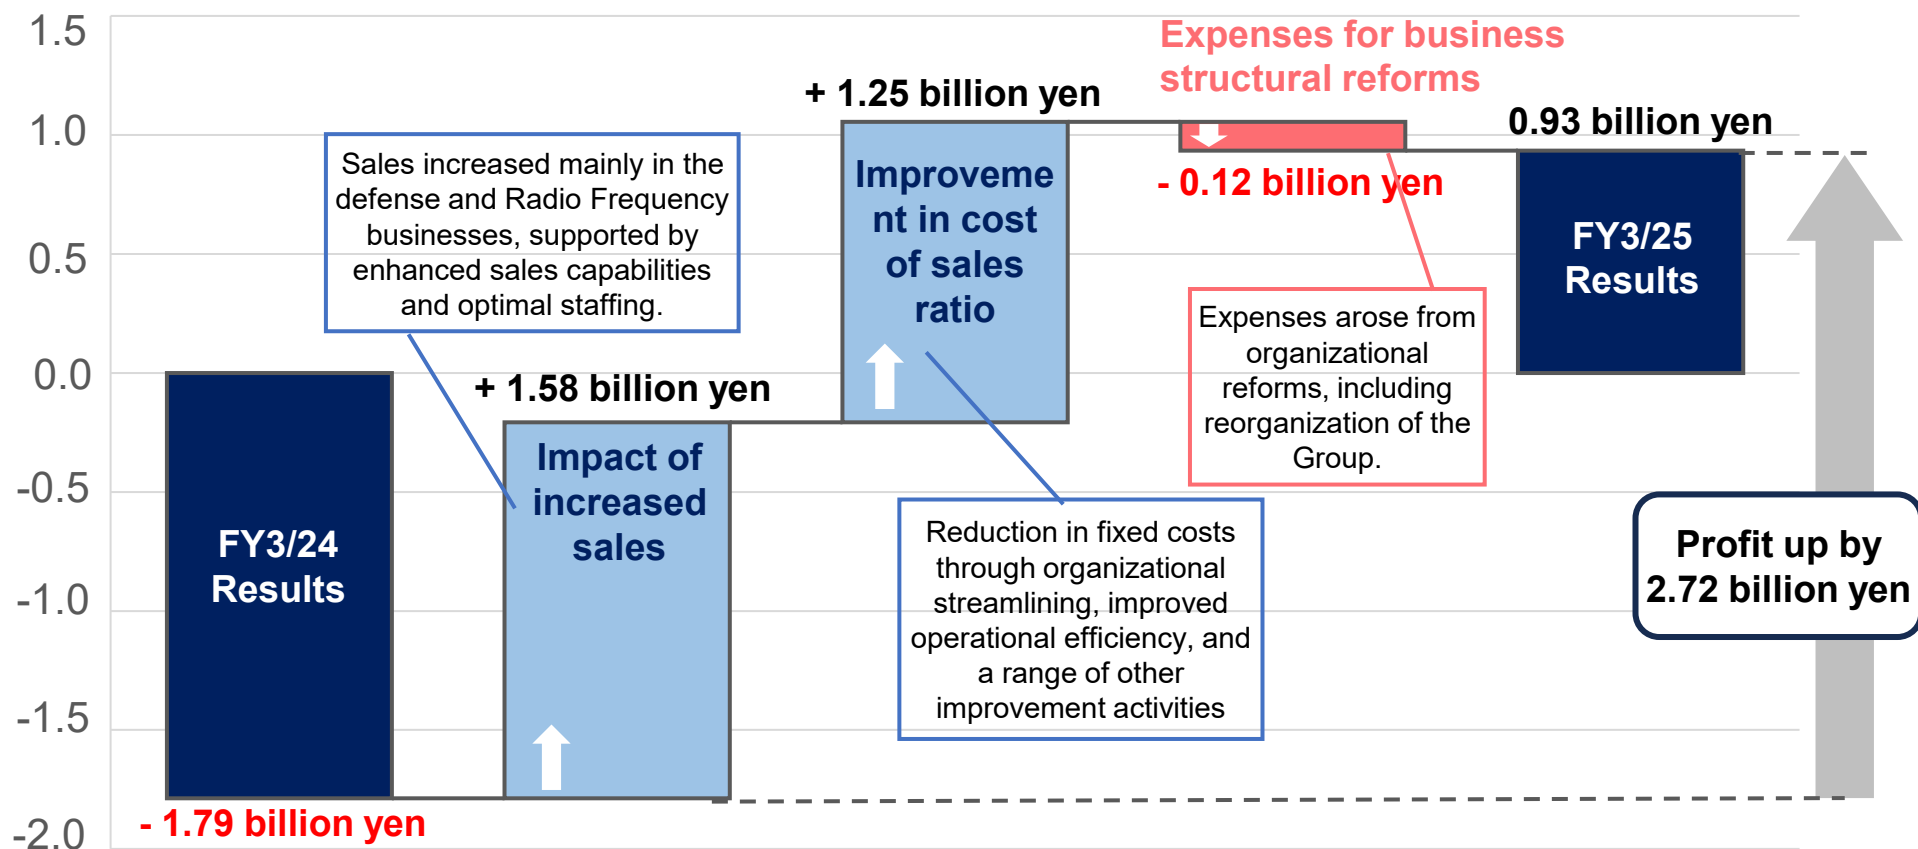 1.5
1.0
0.5
0.0
-0.5
-1.0
-1.5
-2.0
FY3/24
Results
- 1.79 billion yen
Sales increased mainly in the
defense and Radio Frequency
businesses, supported by
enhanced sales capabilities
and optimal staffing.
+ 1.58 billion yen
Impact of
increased
sales
+ 1.25 billion yen
Improveme
nt in cost
of sales
ratio
Reduction in fixed costs
through organizational
streamlining, improved
operational efficiency, and
a range of other
improvement activities
Expenses for business
structural reforms
- 0.12 billion yen
Expenses arose from
organizational
reforms, including
reorganization of the
Group.
0.93 billion yen
FY3/25
Results
Profit up by
2.72 billion yen